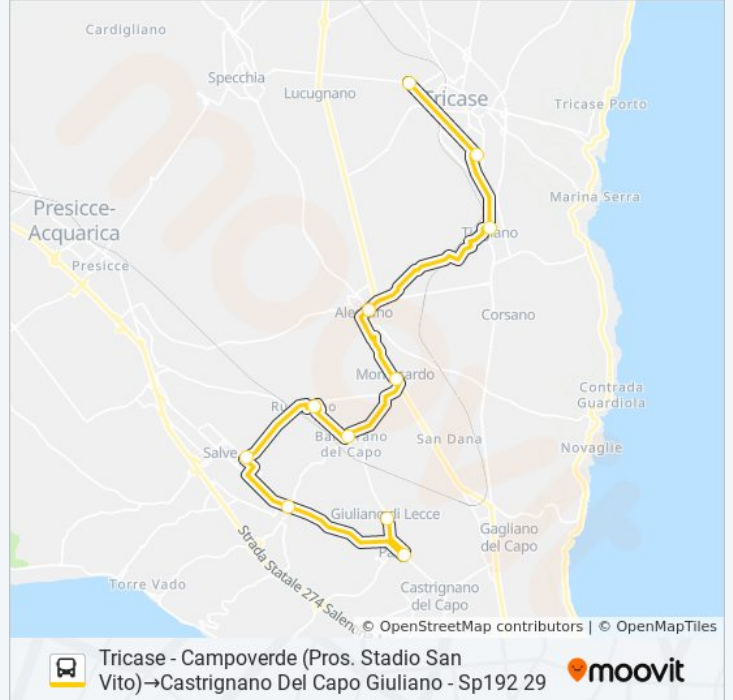 Cardigliano
Specchia
Lucugnano
Tricase
Tricase Porto
Marina Serra
Presicce-
Acquarica
Presicce
Corsano
Contrada
Guardiola
San Dana
Novaglie
Salve
del Capo
Giuliano di Lecce
Gagliano
del Capo
Strada Statale 274
Torre Vado
Castrignano
del Capo
© OpenStreetMap contributors | © OpenMapTiles
Tricase - Campoverde (Pros. Stadio San
Vito)→Castrignano Del Capo Giuliano - Sp192 29
moovit